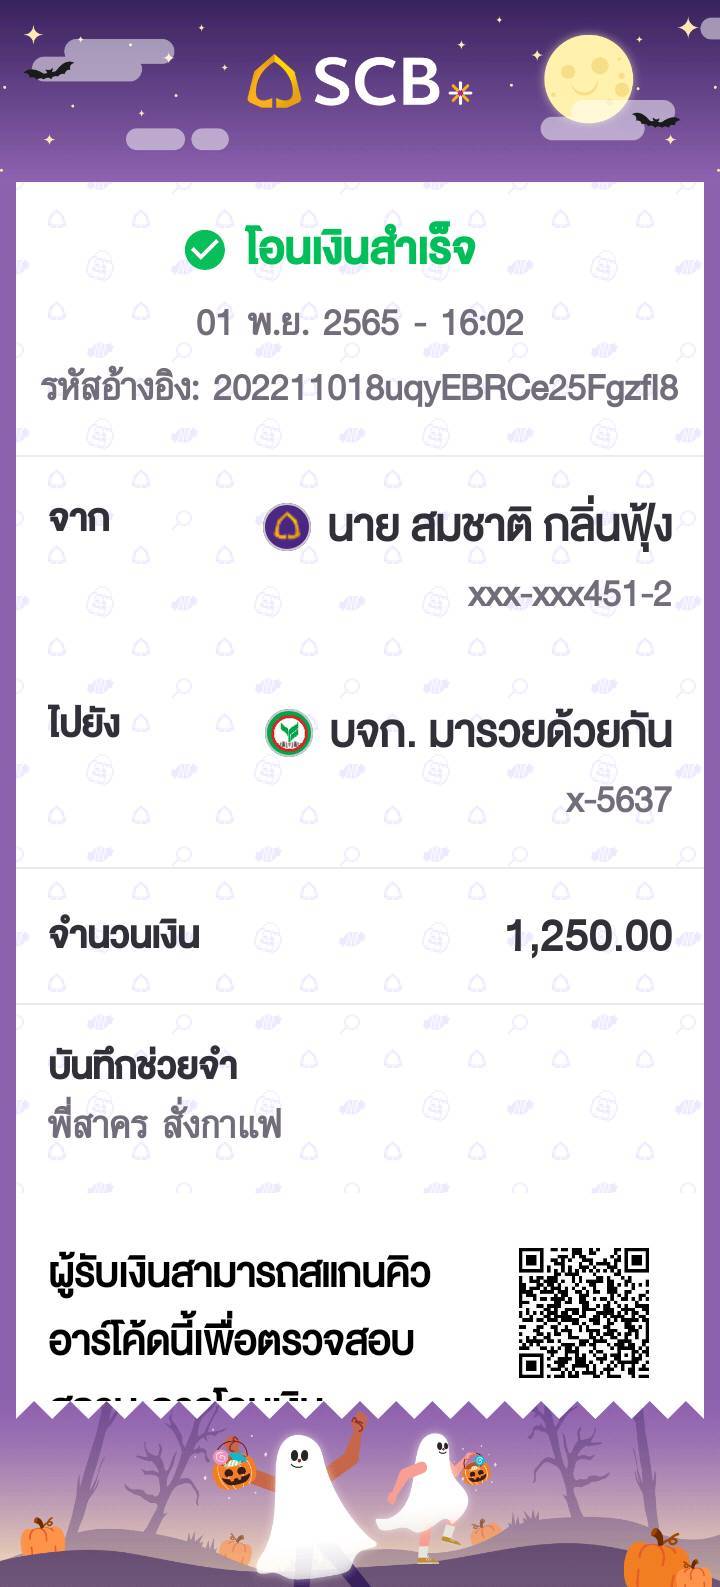 SCB
โอนเงินสำเร็จ
01 พ.ย. 2565 - 16:02
รหัสอ้างอิง: 202211018uqyEBRCe25FgzfI8
จาก
นาย สมชาติ กลิ่นฟุ้ง
xxx-xxx451-2
ไปยัง
บจก. มารวยด้วยกัน
x-5637
จำนวนเงิน
1,250.00
บันทึกช่วยจำ
พี่สาคร สั่งกาแฟ
ผู้รับเงินสามารถสแกนคิว
อาร์โค้ดนี้เพื่อตรวจสอบ